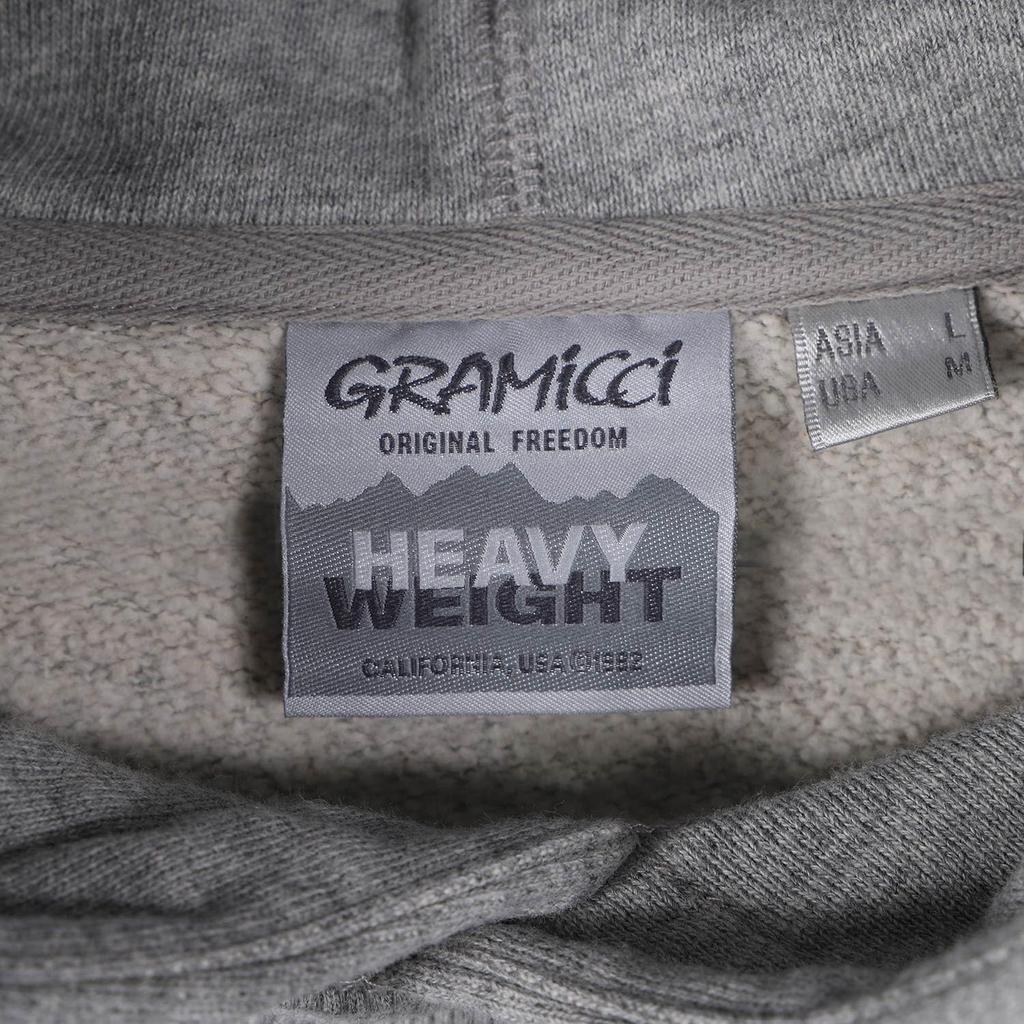 GRAMiCCi
ORIGINAL FREEDOM
HEAVY
WEIGHT
CALIFORNIA, USA ©1982
ASIA L
USA M